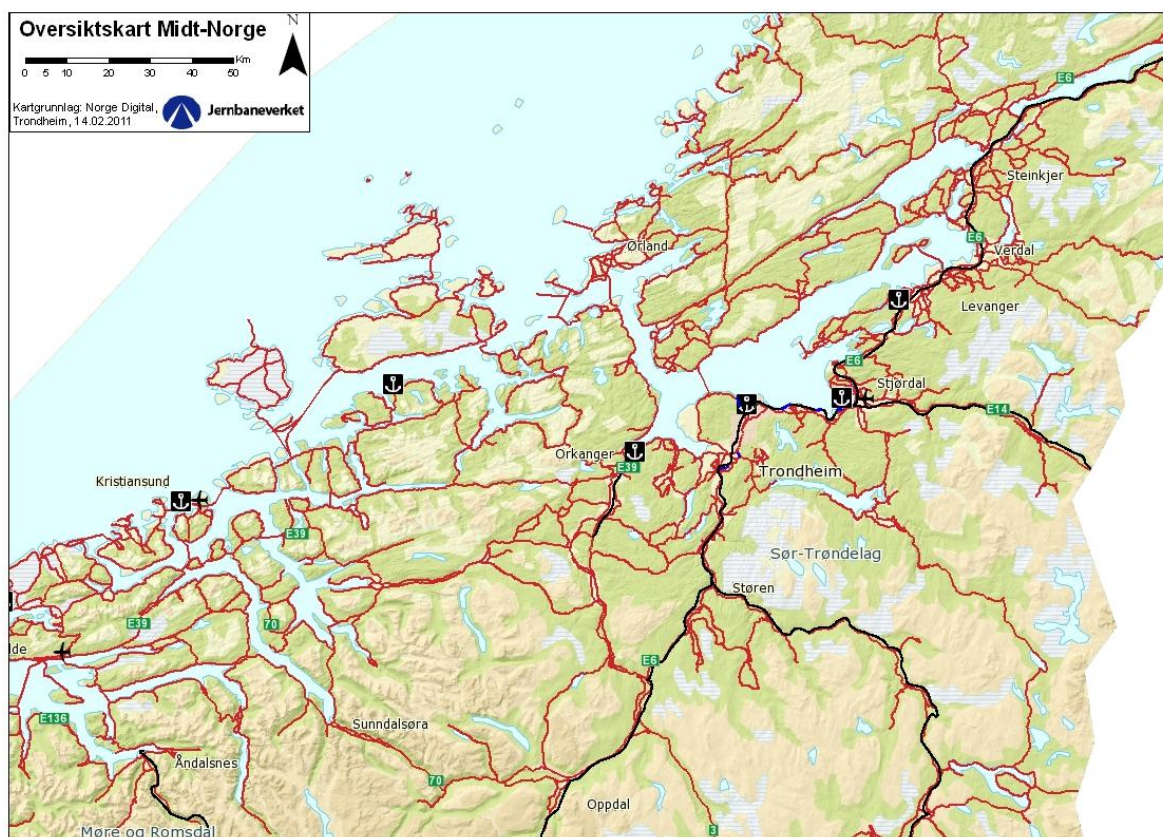 Oversiktskart Midt-Norge
N
Km
0 5 10 20 30 40 50
Kartgrunnlag: Norge Digital,
Trondheim, 14.02.2011
Jernbaneverket
E6
Steinkjer
Ørland
E6
Verdal
Levanger
E6
Stjørdal
E14
Orkanger
E39
Trondheim
Kristiansund
E39
Sør-Trøndelag
Støren
E39
70
lde
E6
E136
Sunndalsøra
Åndalsnes
70
Oppdal
3
Møre og Romsdal